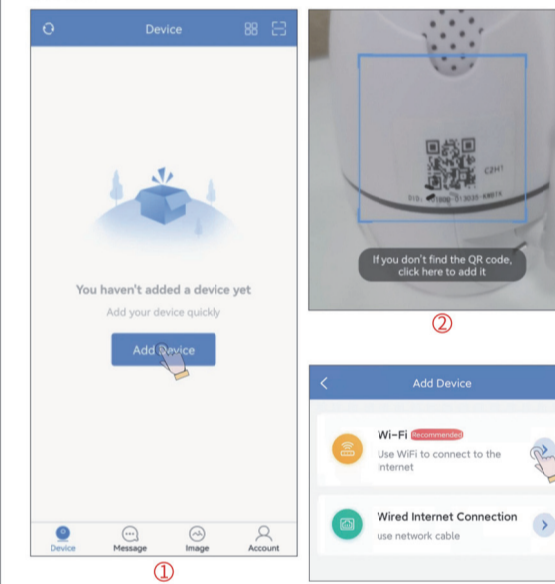 Device
You haven't added a device yet
Add your device quickly
Add Device
Device
Message
Image
Account
①
CZH1
If you don't find the QR code,
click here to add it
②
Add Device
Wi-Fi Recommended
Use WiFi to connect to the
internet
Wired Internet Connection
use network cable